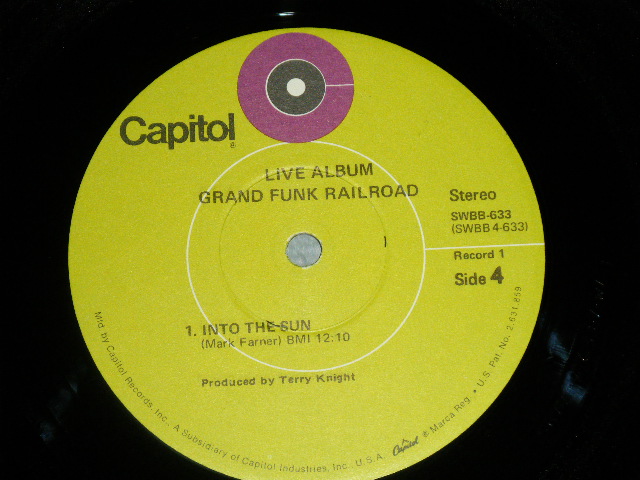 Capitol®
LIVE ALBUM
GRAND FUNK RAILROAD
Stereo
SWBB-633
(SWBB 4-633)
Record 1
Side 4
1. INTO THE SUN
(Mark Farner) BMI 12:10
Produced by Terry Knight
Mfd. by Capitol Records, Inc. • A Subsidiary of Capitol Industries, Inc., U.S.A. Capitol ® Marca Reg. • U.S. Pat. No. 2,631,859